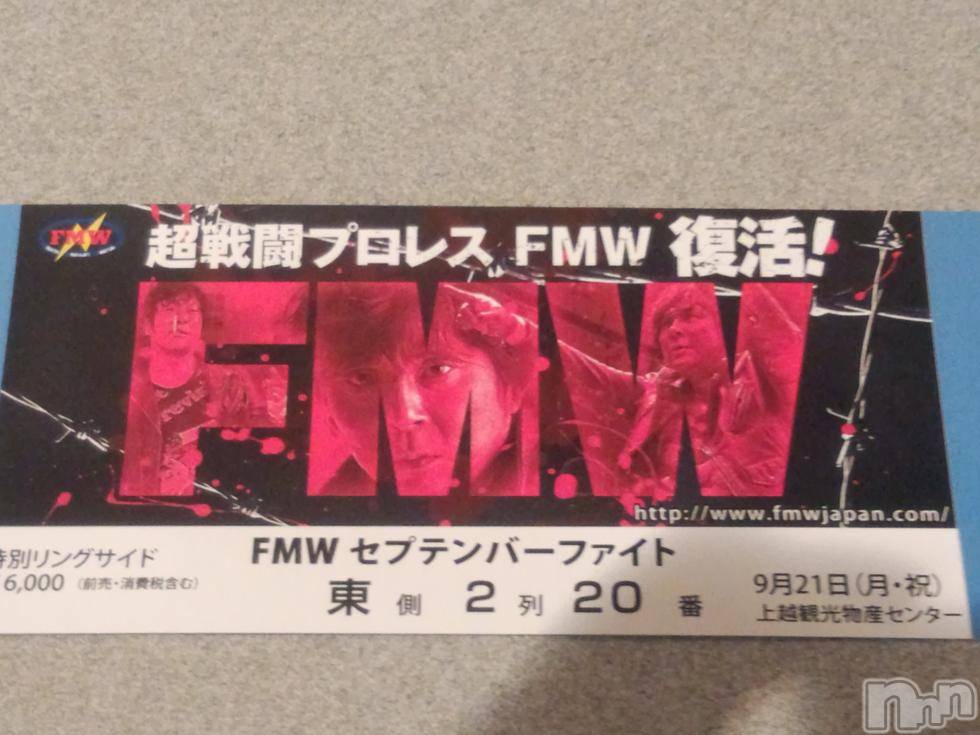 FMW
超戦闘プロレス FMW 復活!
FMW
http://www.fmwjapan.com/
特別リングサイド
6,000 (前売・消費税含む)
FMW セプテンバーファイト
東 側 2 列 20 番
9月21日(月・祝)
上越観光物産センター
nnn